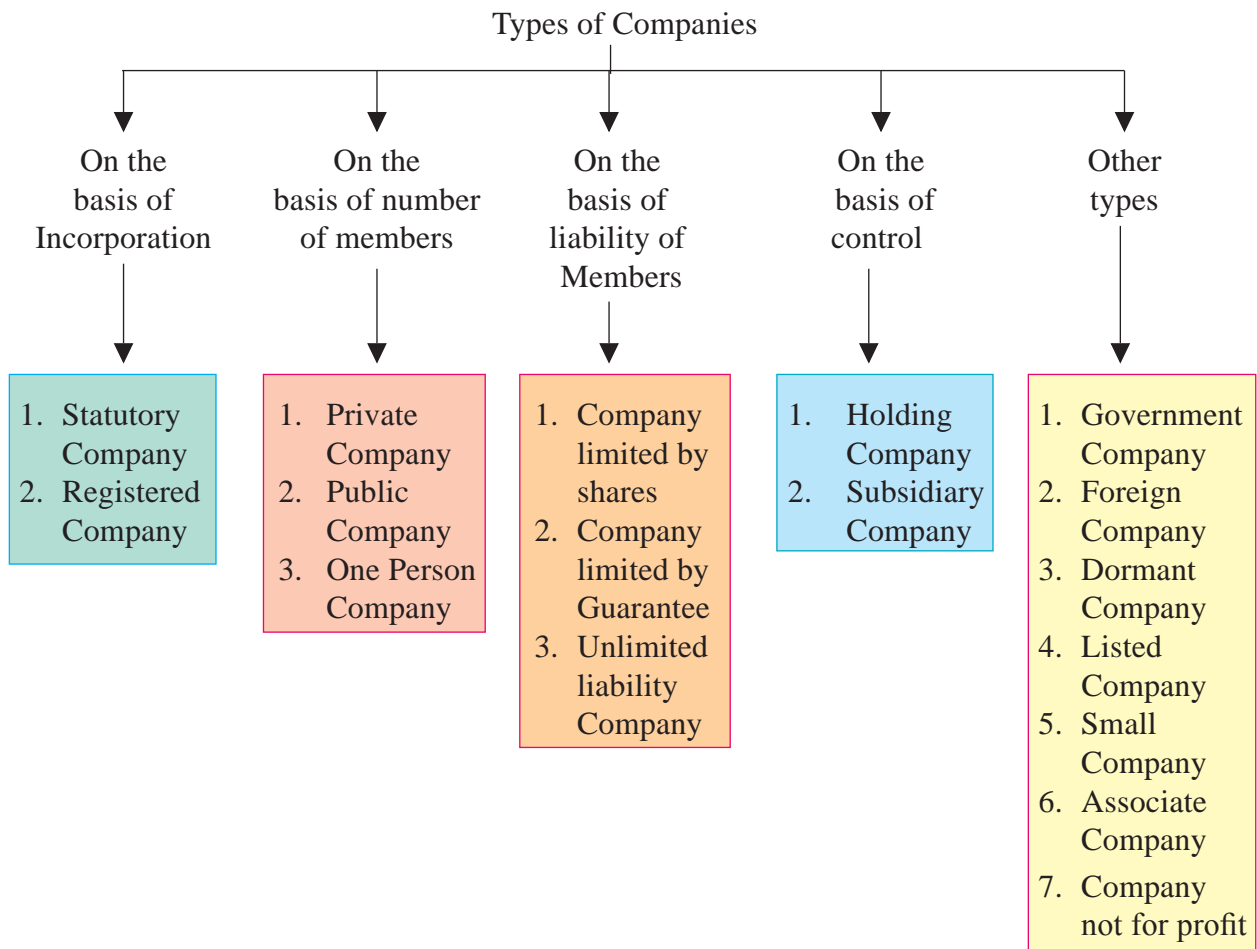 Types of Companies
On the
basis of
Incorporation
On the
basis of number
of members
On the
basis of
liability of
Members
On the
basis of
control
Other
types
1. Statutory
Company
2. Registered
Company
1. Private
Company
2. Public
Company
3. One Person
Company
1. Company
limited by
shares
2. Company
limited by
Guarantee
3. Unlimited
liability
Company
1. Holding
Company
2. Subsidiary
Company
1. Government
Company
2. Foreign
Company
3. Dormant
Company
4. Listed
Company
5. Small
Company
6. Associate
Company
7. Company
not for profit